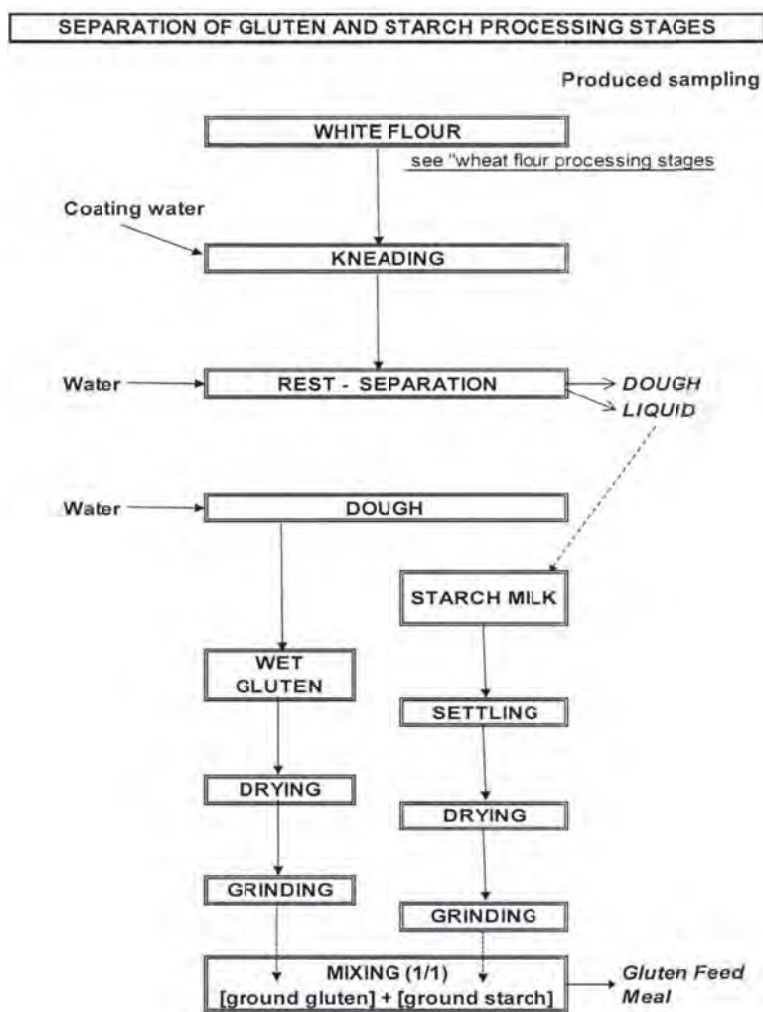 SEPARATION OF GLUTEN AND STARCH PROCESSING STAGES
Produced sampling
WHITE FLOUR
see "wheat flour processing stages
Coating water
KNEADING
Water
REST - SEPARATION
DOUGH
LIQUID
Water
DOUGH
STARCH MILK
WET
GLUTEN
SETTLING
DRYING
DRYING
GRINDING
GRINDING
MIXING (1/1)
[ground gluten] + [ground starch]
Gluten Feed
Meal